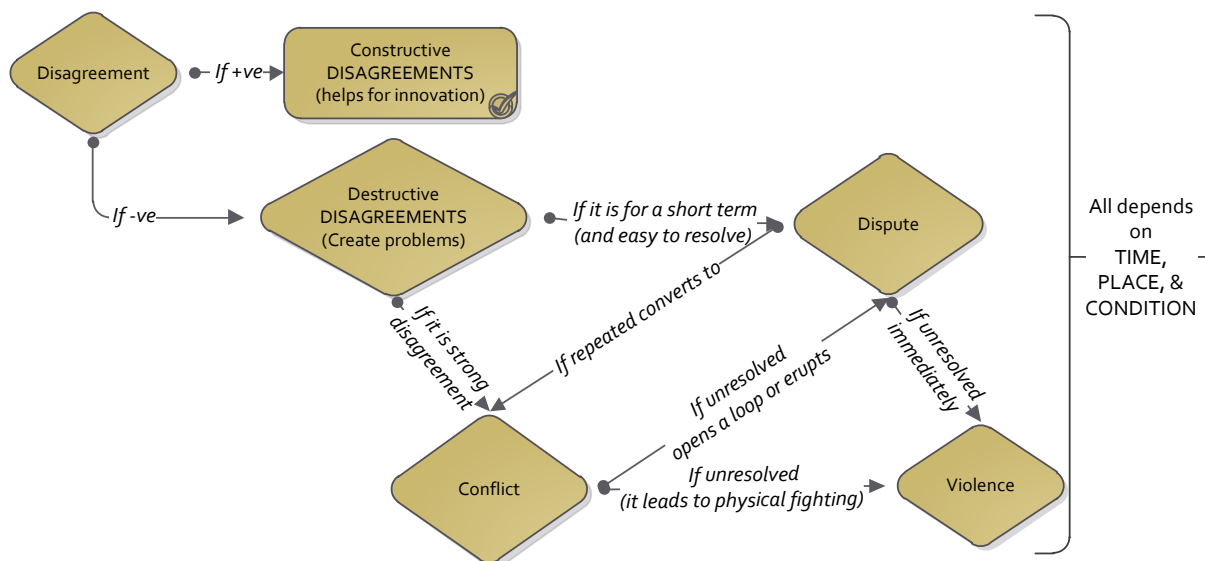 Disagreement
If +ve
Constructive
DISAGREEMENTS
(helps for innovation)
If -ve
Destructive
DISAGREEMENTS
(Create problems)
If it is for a short term
(and easy to resolve)
Dispute
All depends
on
TIME,
PLACE, &
CONDITION
If it is strong
disagreement
If repeated converts to
If unresolved
opens a loop or erupts
If unresolved
immediately
Conflict
If unresolved
(it leads to physical fighting)
Violence